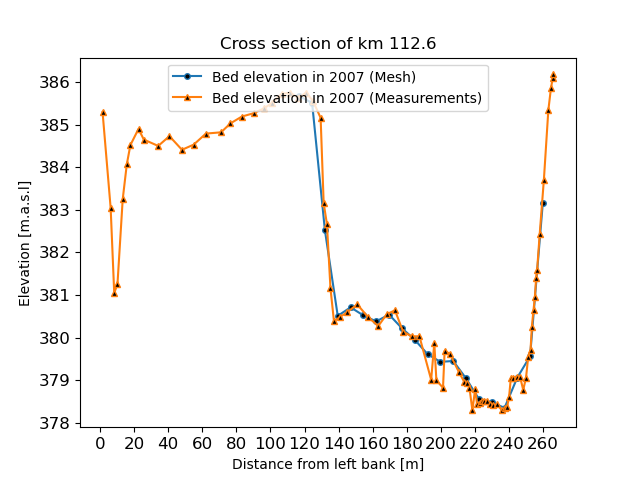 Cross section of km 112.6
Bed elevation in 2007 (Mesh)
Bed elevation in 2007 (Measurements)
Elevation [m.a.s.l]
386
385
384
383
382
381
380
379
378
0 20 40 60 80 100 120 140 160 180 200 220 240 260
Distance from left bank [m]